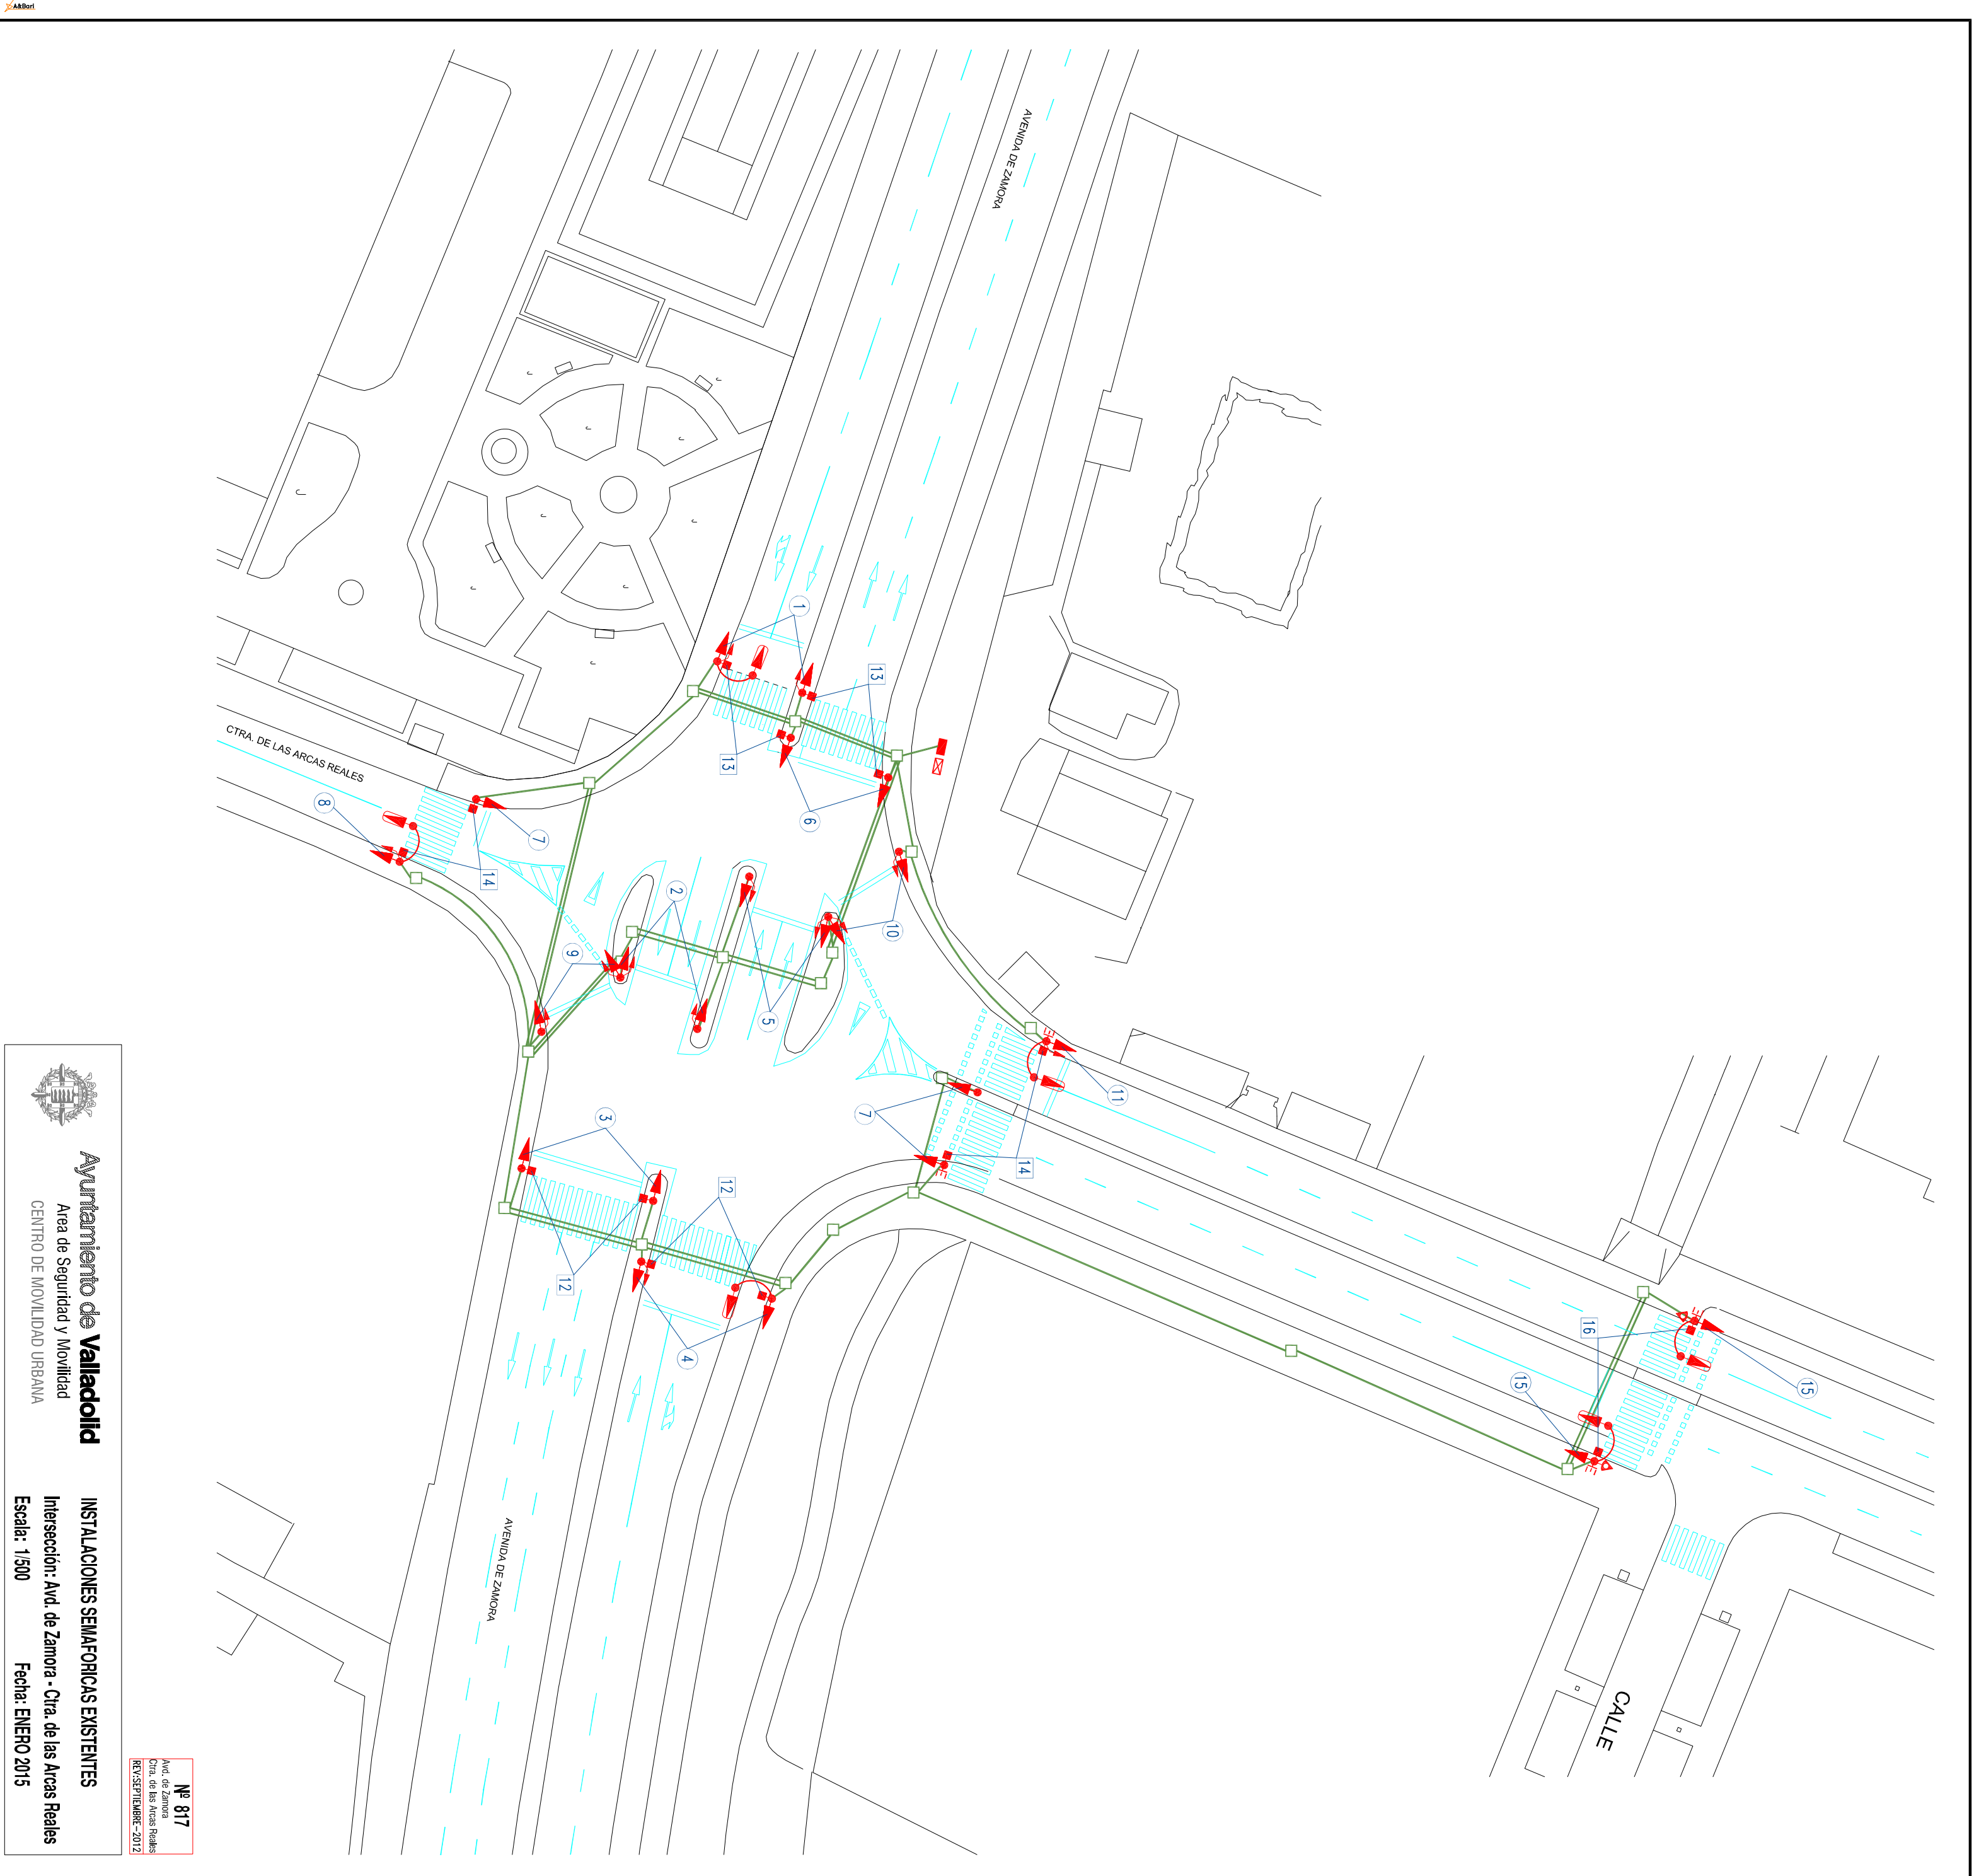 A&Bari
AVENIDA DE ZAMORA
1
13
13
6
CTRA. DE LAS ARCAS REALES
8
7
14
2
10
9
5
E
11
7
14
E
3
12
12
4
16
E
15
15
E
AVENIDA DE ZAMORA
CALLE
Ayuntamiento de Valladolid
Area de Seguridad y Movilidad
CENTRO DE MOVILIDAD URBANA
INSTALACIONES SEMAFORICAS EXISTENTES
Intersección: Avd. de Zamora - Ctra. de las Arcas Reales
Escala: 1/500 Fecha: ENERO 2015
Nº 817
Avd. de Zamora
Ctra. de las Arcas Reales
REV:SEPTIEMBRE-2012